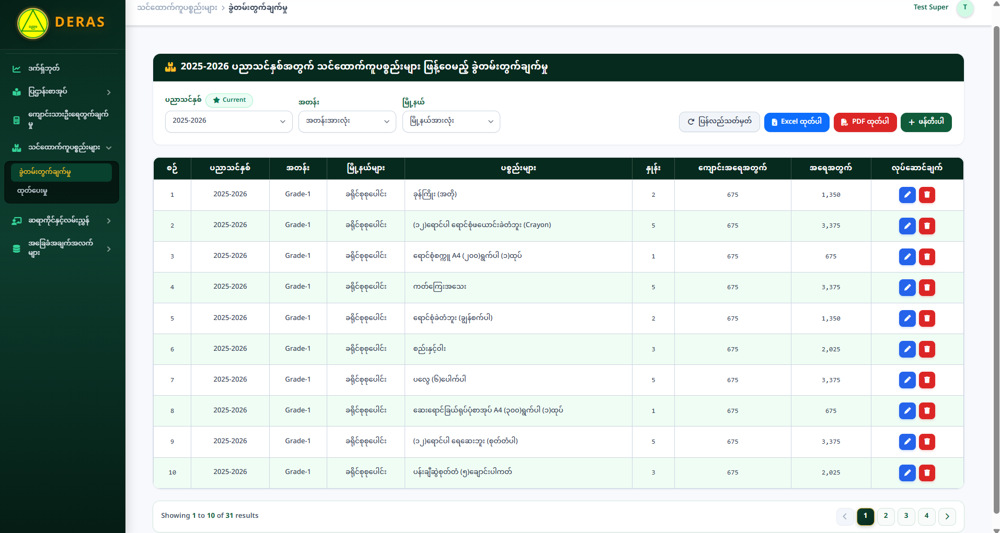 သင်ထောက်ကူပစ္စည်းများ > ခွဲတမ်းတွက်ချက်မှု
Test Super T
ပညာ
DERAS
ဒက်ရှ်ဘုတ်
ပြဋ္ဌာန်းစာအုပ်
ကျောင်းသားဦးရေတွက်ချက်
မှု
သင်ထောက်ကူပစ္စည်းများ
ခွဲတမ်းတွက်ချက်မှု
ထုတ်ပေးမှု
ဆရာကိုင်နှင့်လမ်းညွှန်
အခြေခံအချက်အလက်
များ
2025-2026 ပညာသင်နှစ်အတွက် သင်ထောက်ကူပစ္စည်းများ ဖြန့်ဝေမည့် ခွဲတမ်းတွက်ချက်မှု
ပညာသင်နှစ် Current အတန်း မြို့နယ်
2025-2026 အတန်းအားလုံး မြို့နယ်အားလုံး ပြန်လည်သတ်မှတ် Excel ထုတ်ပါ PDF ထုတ်ပါ + ဖန်တီးပါ
စဉ် ပညာသင်နှစ် အတန်း မြို့နယ်များ ပစ္စည်းများ နှုန်း ကျောင်းအရေအတွက် အရေအတွက် လုပ်ဆောင်ချက်
1 2025-2026 Grade-1 ခရိုင်စုစုပေါင်း ခုန်ကြိုး (အတို) 2 675 1,350
2 2025-2026 Grade-1 ခရိုင်စုစုပေါင်း (၁၂)ရောင်ပါ ရောင်စုံဖယောင်းခဲတံဘူး (Crayon) 5 675 3,375
3 2025-2026 Grade-1 ခရိုင်စုစုပေါင်း ရောင်စုံစက္ကူ A4 (၂၀၀)ရွက်ပါ (၁)ထုပ် 1 675 675
4 2025-2026 Grade-1 ခရိုင်စုစုပေါင်း ကတ်ကြေးအသေး 5 675 3,375
5 2025-2026 Grade-1 ခရိုင်စုစုပေါင်း ရောင်စုံခဲတံဘူး (ချွန်စက်ပါ) 2 675 1,350
6 2025-2026 Grade-1 ခရိုင်စုစုပေါင်း စည်းနှင့်ဝါး 3 675 2,025
7 2025-2026 Grade-1 ခရိုင်စုစုပေါင်း ပလွေ (၆)ပေါက်ပါ 5 675 3,375
8 2025-2026 Grade-1 ခရိုင်စုစုပေါင်း ဆေးရောင်ခြယ်ရုပ်ပုံစာအုပ် A4 (၃၀၀)ရွက်ပါ (၁)ထုပ် 1 675 675
9 2025-2026 Grade-1 ခရိုင်စုစုပေါင်း (၁၂)ရောင်ပါ ရေဆေးဘူး (စုတ်တံပါ) 5 675 3,375
10 2025-2026 Grade-1 ခရိုင်စုစုပေါင်း ပန်းချီဆွဲစုတ်တံ (၅)ချောင်းပါကတ် 3 675 2,025
Showing 1 to 10 of 31 results 1 2 3 4